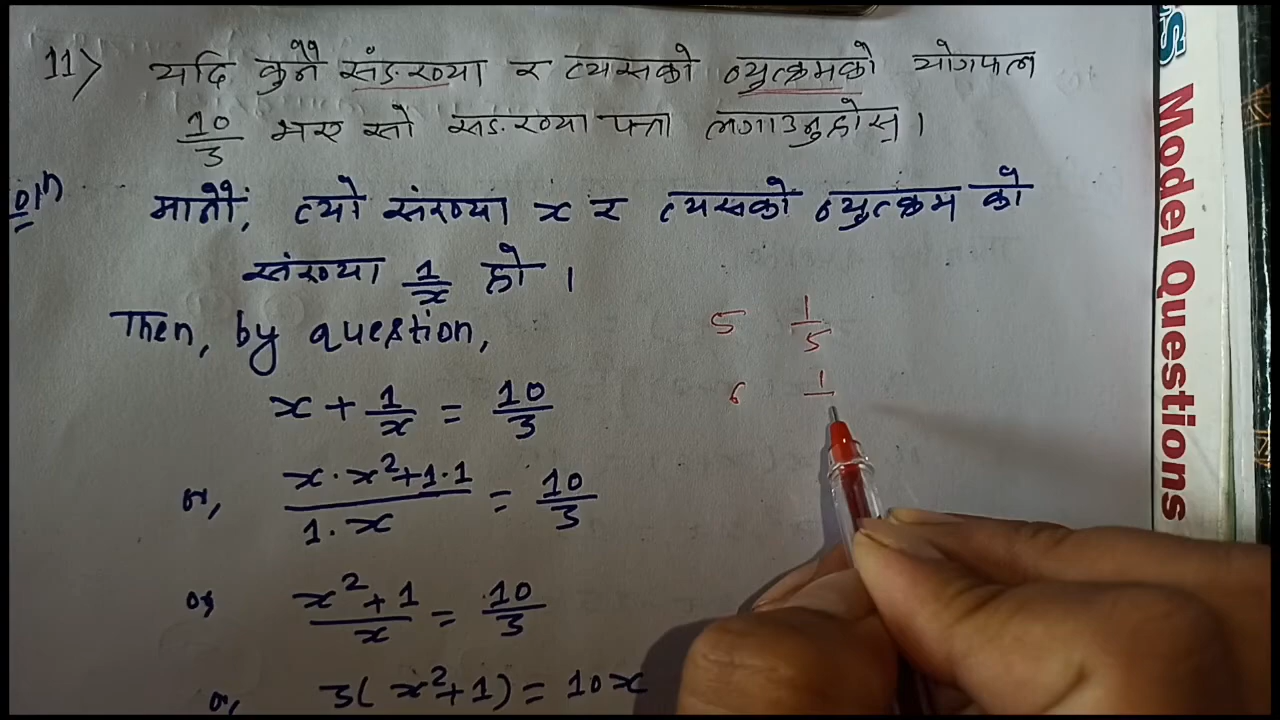 11) यदि कुनै संङ्ख्या र त्यसको व्युत्क्रमको योगफल
10/3 भए सो सङ्ख्या पत्ता लगाउनुहोस् ।
Solⁿ मानौं, त्यो संख्या x र त्यसको व्युत्क्रम को
संख्या 1/x हो ।
Then, by question,
x + 1/x = 10/3
or, (x·x²+1·1)/(1·x) = 10/3
or, (x²+1)/x = 10/3
or, 3(x²+1) = 10x
5 1/5
6 1/
Model Questions